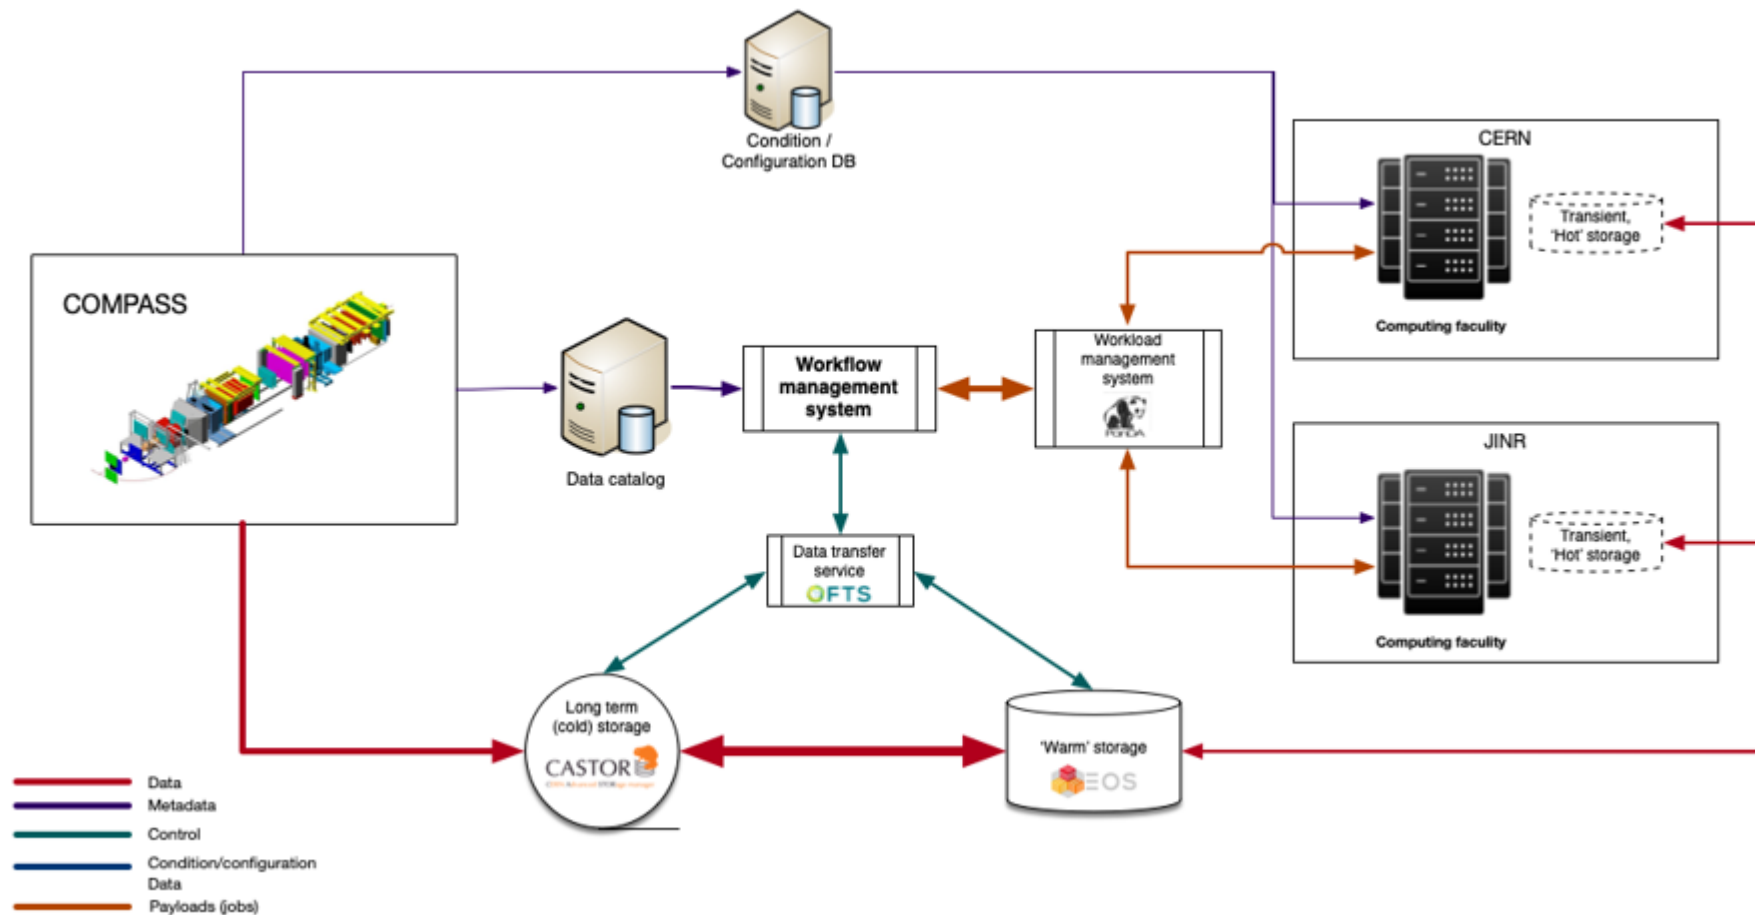 Condition /
Configuration DB
CERN
Transient,
'Hot' storage
Computing faculity
COMPASS
Data catalog
Workflow
management
system
Workload
management
system
PanDA
JINR
Transient,
'Hot' storage
Computing faculity
Data transfer
service
FTS
Long term
(cold) storage
CASTOR
'Warm' storage
EOS
Data
Metadata
Control
Condition/configuration
Data
Payloads (jobs)